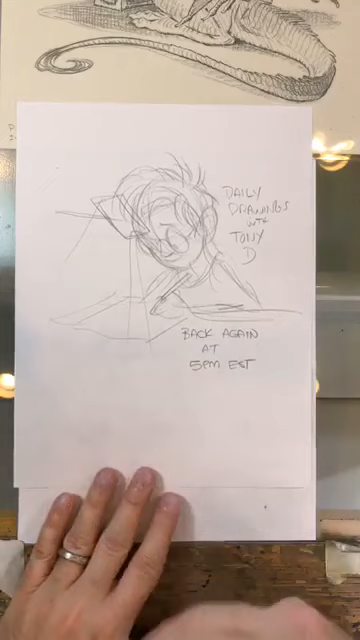 DAILY
DRAWINGS
WITH
TONY
D
BACK AGAIN
AT
5PM EST